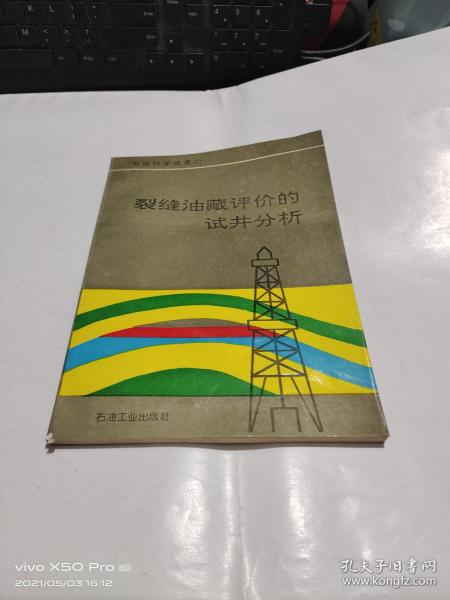 裂缝油藏评价的
试井分析
石油工业出版社
vivo X50 Pro 5G
2021/05/03 16:12
孔夫子旧书网
www.kongfz.com